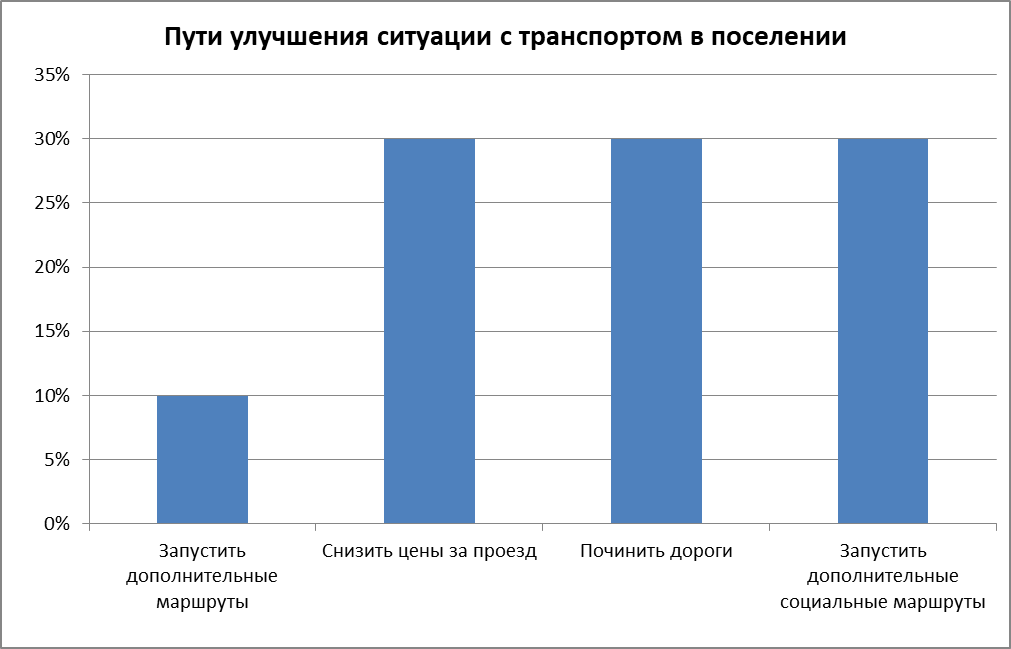 Пути улучшения ситуации с транспортом в поселении
35%
30%
25%
20%
15%
10%
5%
0%
Запустить
дополнительные
маршруты
Снизить цены за проезд
Починить дороги
Запустить
дополнительные
социальные маршруты